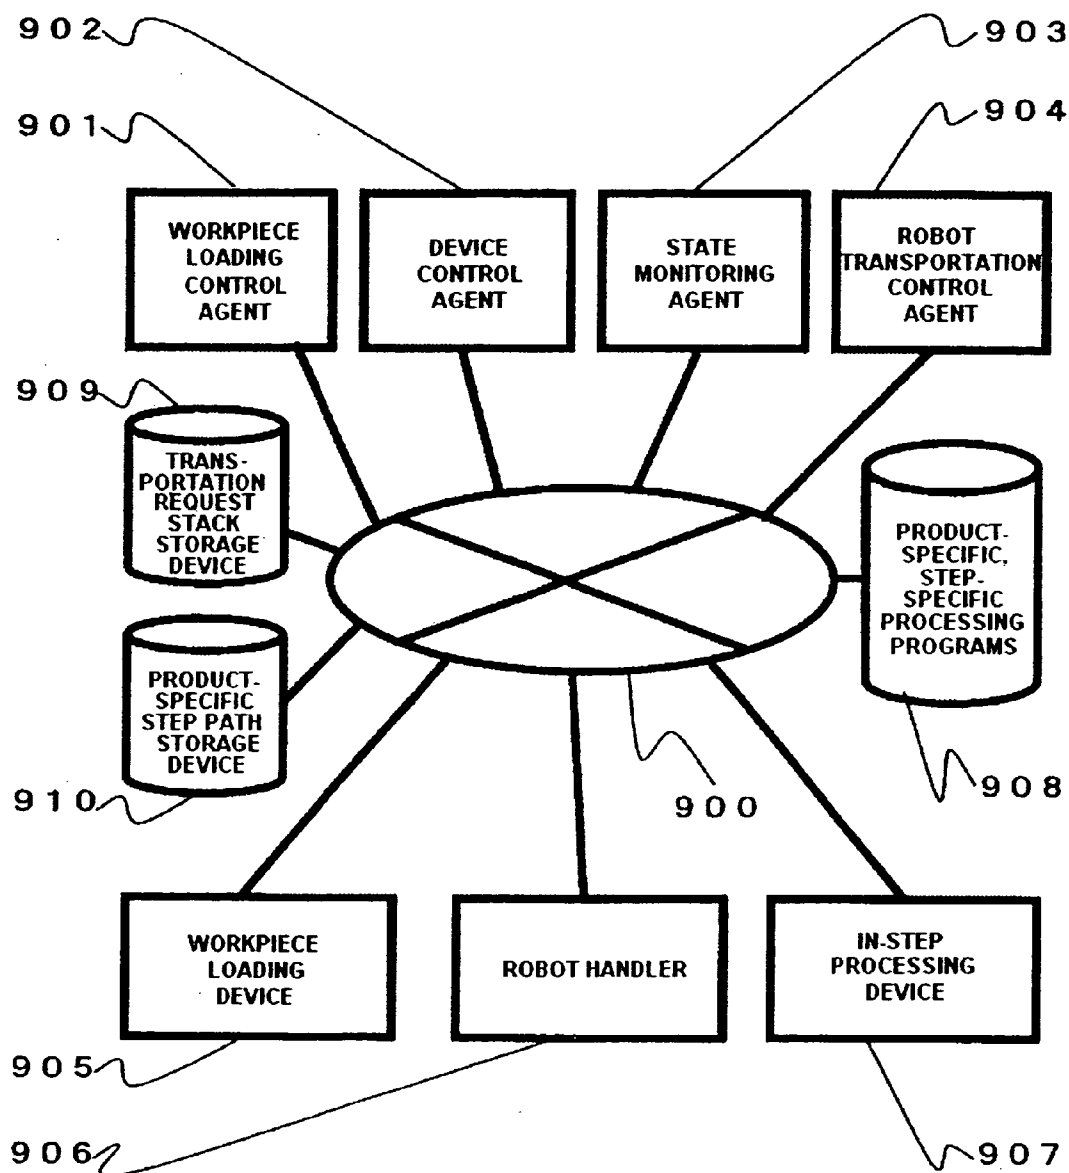 902
903
901
904
WORKPIECE
LOADING
CONTROL
AGENT
DEVICE
CONTROL
AGENT
STATE
MONITORING
AGENT
ROBOT
TRANSPORTATION
CONTROL
AGENT
909
TRANS-
PORTATION
REQUEST
STACK
STORAGE
DEVICE
PRODUCT-
SPECIFIC,
STEP-
SPECIFIC
PROCESSING
PROGRAMS
PRODUCT-
SPECIFIC
STEP PATH
STORAGE
DEVICE
910
900
908
WORKPIECE
LOADING
DEVICE
ROBOT HANDLER
IN-STEP
PROCESSING
DEVICE
905
906
907